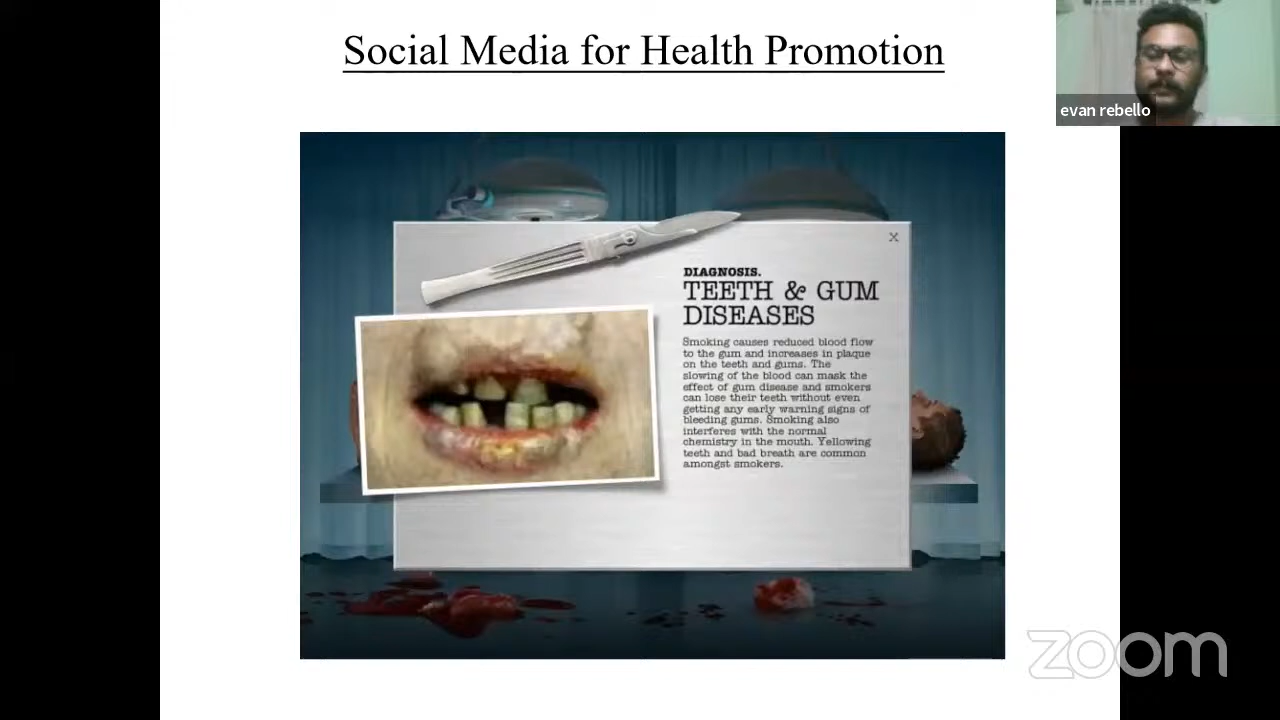 Social Media for Health Promotion
evan rebello
X
DIAGNOSIS.
TEETH & GUM
DISEASES
Smoking causes reduced blood flow
to the gum and increases in plaque
on the teeth and gums. The
slowing of the blood can mask the
effect of gum disease and smokers
can lose their teeth without even
getting any early warning signs of
bleeding gums. Smoking also
interferes with the normal
chemistry in the mouth. Yellowing
teeth and bad breath are common
amongst smokers.
zoom